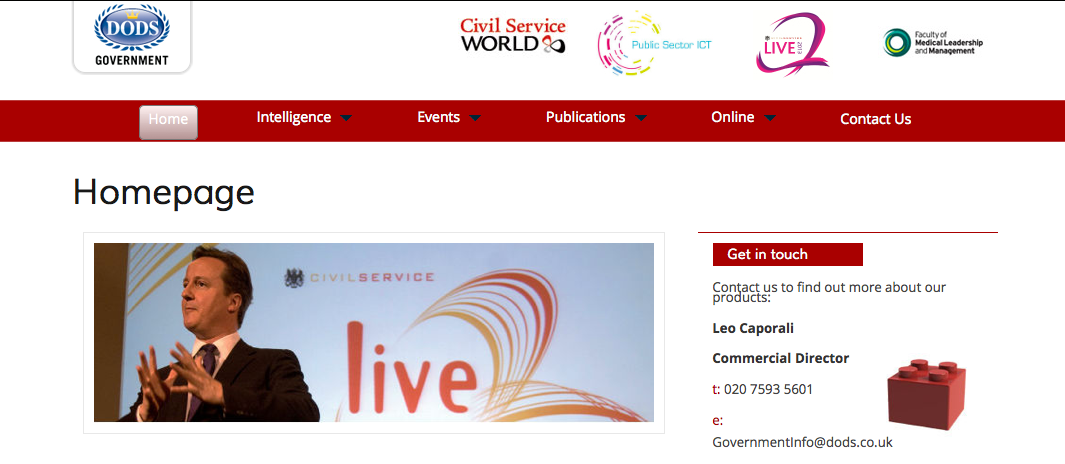 DODS
GOVERNMENT
Civil Service
WORLD
Public Sector ICT
CIVILSERVICE
LIVE
2013
Faculty of
Medical Leadership
and Management
Home
Intelligence
Events
Publications
Online
Contact Us
Homepage
CIVILSERVICE
live
Get in touch
Contact us to find out more about our
products:
Leo Caporali
Commercial Director
t: 020 7593 5601
e:
GovernmentInfo@dods.co.uk